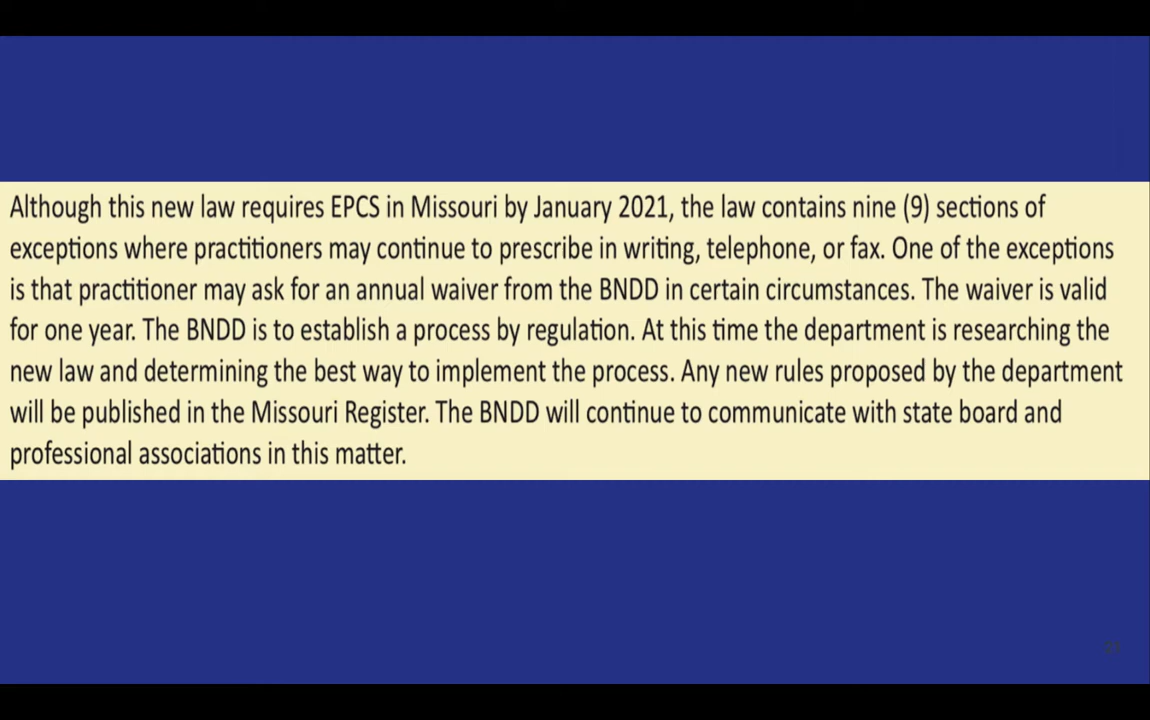 Although this new law requires EPCS in Missouri by January 2021, the law contains nine (9) sections of
exceptions where practitioners may continue to prescribe in writing, telephone, or fax. One of the exceptions
is that practitioner may ask for an annual waiver from the BNDD in certain circumstances. The waiver is valid
for one year. The BNDD is to establish a process by regulation. At this time the department is researching the
new law and determining the best way to implement the process. Any new rules proposed by the department
will be published in the Missouri Register. The BNDD will continue to communicate with state board and
professional associations in this matter.